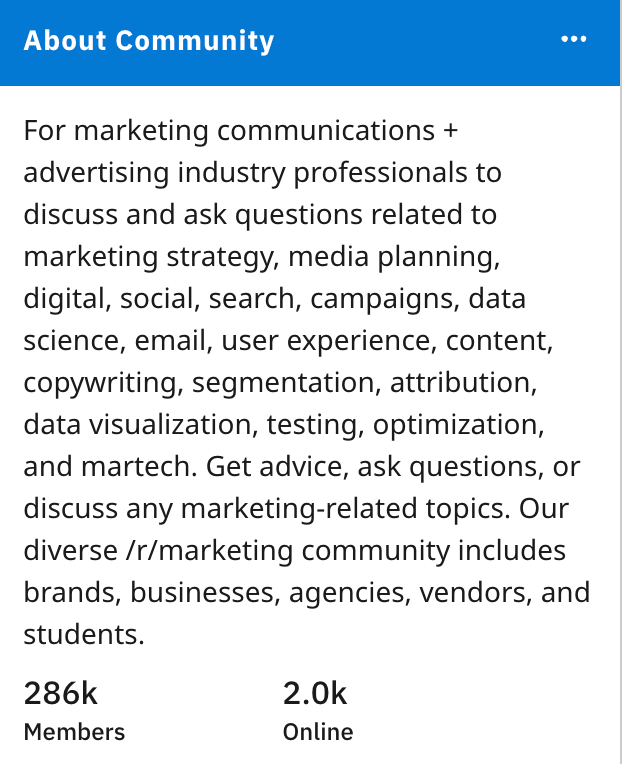 About Community
For marketing communications +
advertising industry professionals to
discuss and ask questions related to
marketing strategy, media planning,
digital, social, search, campaigns, data
science, email, user experience, content,
copywriting, segmentation, attribution,
data visualization, testing, optimization,
and martech. Get advice, ask questions, or
discuss any marketing-related topics. Our
diverse /r/marketing community includes
brands, businesses, agencies, vendors, and
students.
286k 2.0k
Members Online